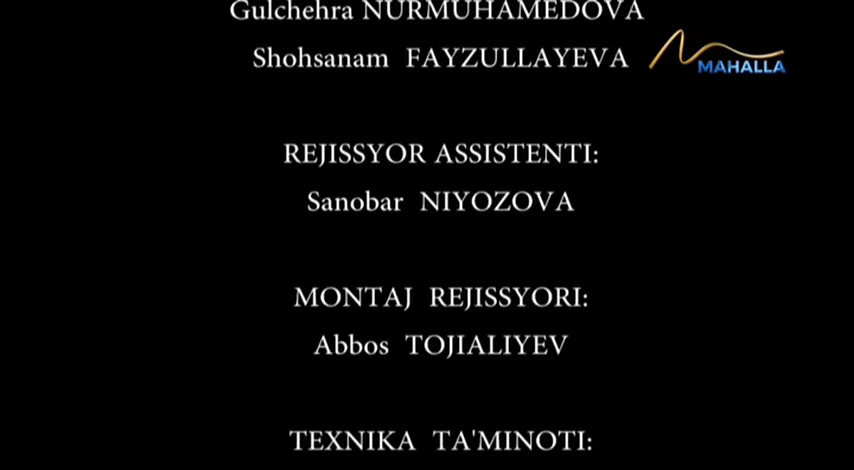 Gulchehra NURMUHAMEDOVA
Shohsanam FAYZULLAYEVA
MAHALLA
REJISSYOR ASSISTENTI:
Sanobar NIYOZOVA
MONTAJ REJISSYORI:
Abbos TOJIALIYEV
TEXNIKA TA'MINOTI: